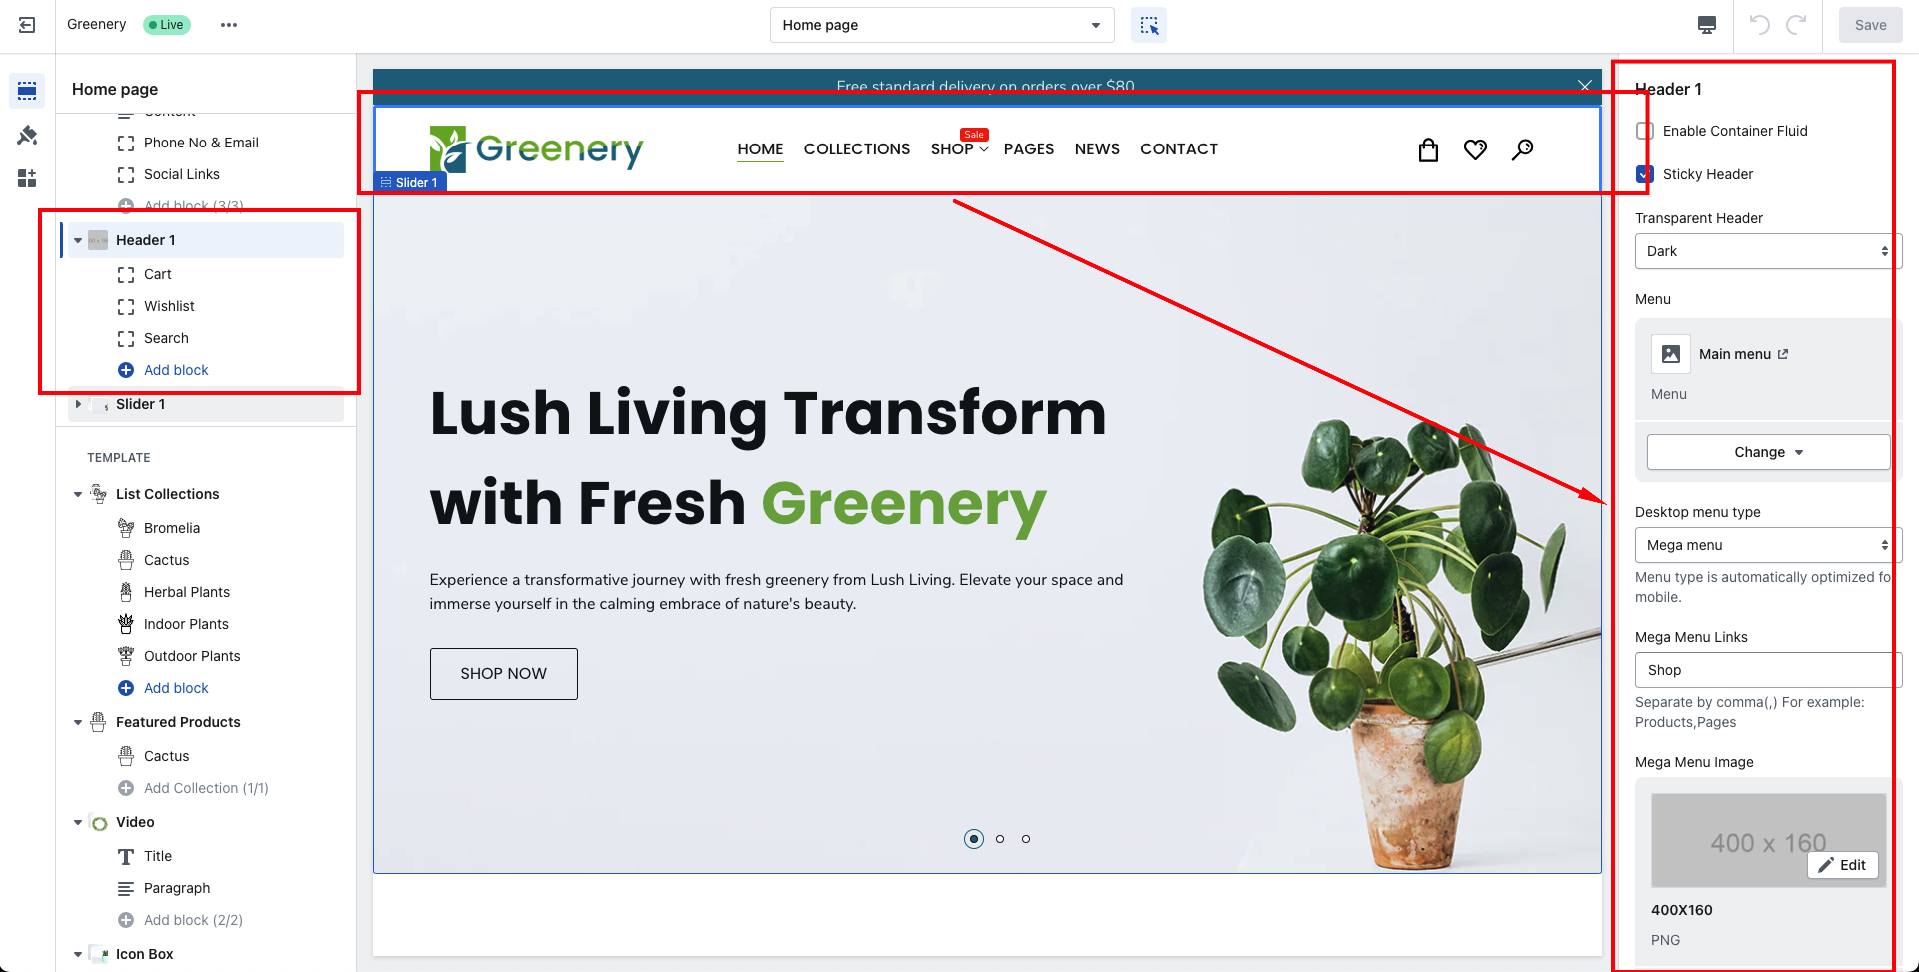 Greenery
Live
Home page
Save
Home page
Content
Phone No & Email
Social Links
Add block (3/3)
Header 1
Cart
Wishlist
Search
Add block
Slider 1
TEMPLATE
List Collections
Bromelia
Cactus
Herbal Plants
Indoor Plants
Outdoor Plants
Add block
Featured Products
Cactus
Add Collection (1/1)
Video
Title
Paragraph
Add block (2/2)
Icon Box
Free standard delivery on orders over $80
Greenery
HOME
COLLECTIONS
Sale
SHOP
PAGES
NEWS
CONTACT
Slider 1
Lush Living Transform
with Fresh Greenery
Experience a transformative journey with fresh greenery from Lush Living. Elevate your space and
immerse yourself in the calming embrace of nature's beauty.
SHOP NOW
Header 1
Enable Container Fluid
Sticky Header
Transparent Header
Dark
Menu
Main menu
Menu
Change
Desktop menu type
Mega menu
Menu type is automatically optimized for
mobile.
Mega Menu Links
Shop
Separate by comma(,) For example:
Products,Pages
Mega Menu Image
400 x 160
Edit
400X160
PNG